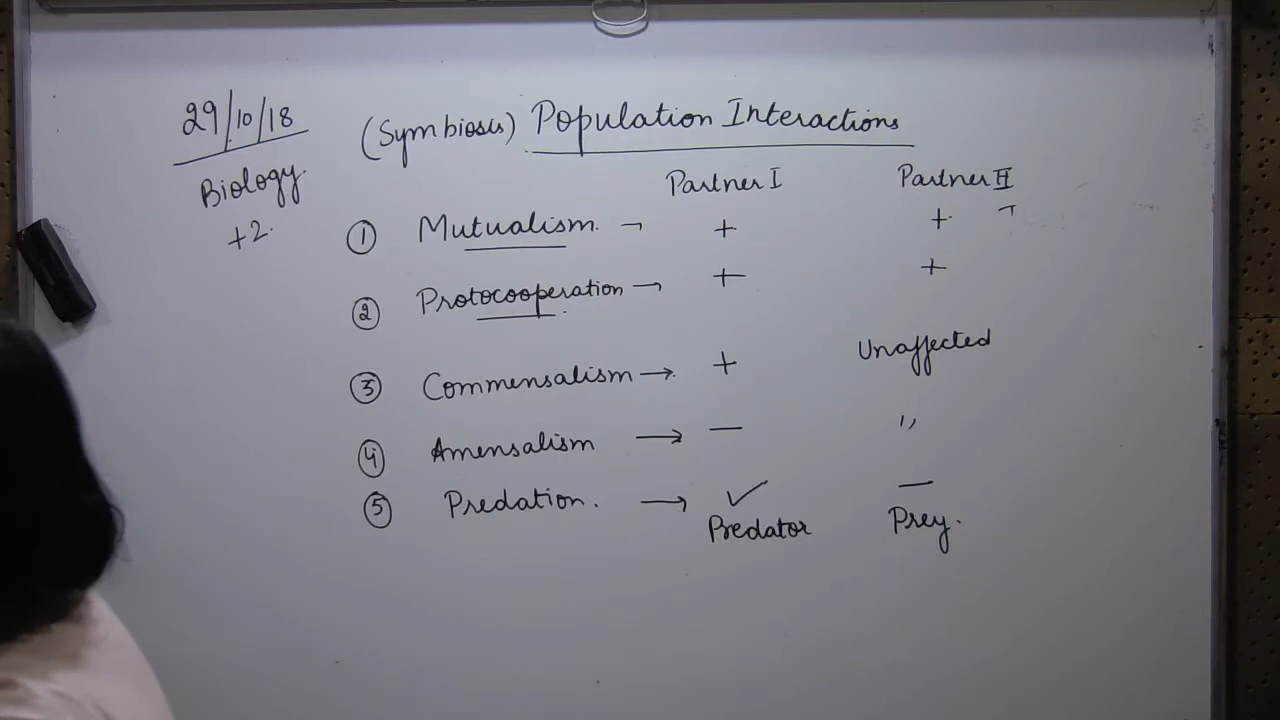 29/10/18
Biology.
+2.
(Symbiosis) Population Interactions
Partner I Partner II
① Mutualism. → + +
② Protocooperation → + +
③ Commensalism → + Unaffected
④ Amensalism → — ,,
⑤ Predation. → ✓ —
Predator Prey.